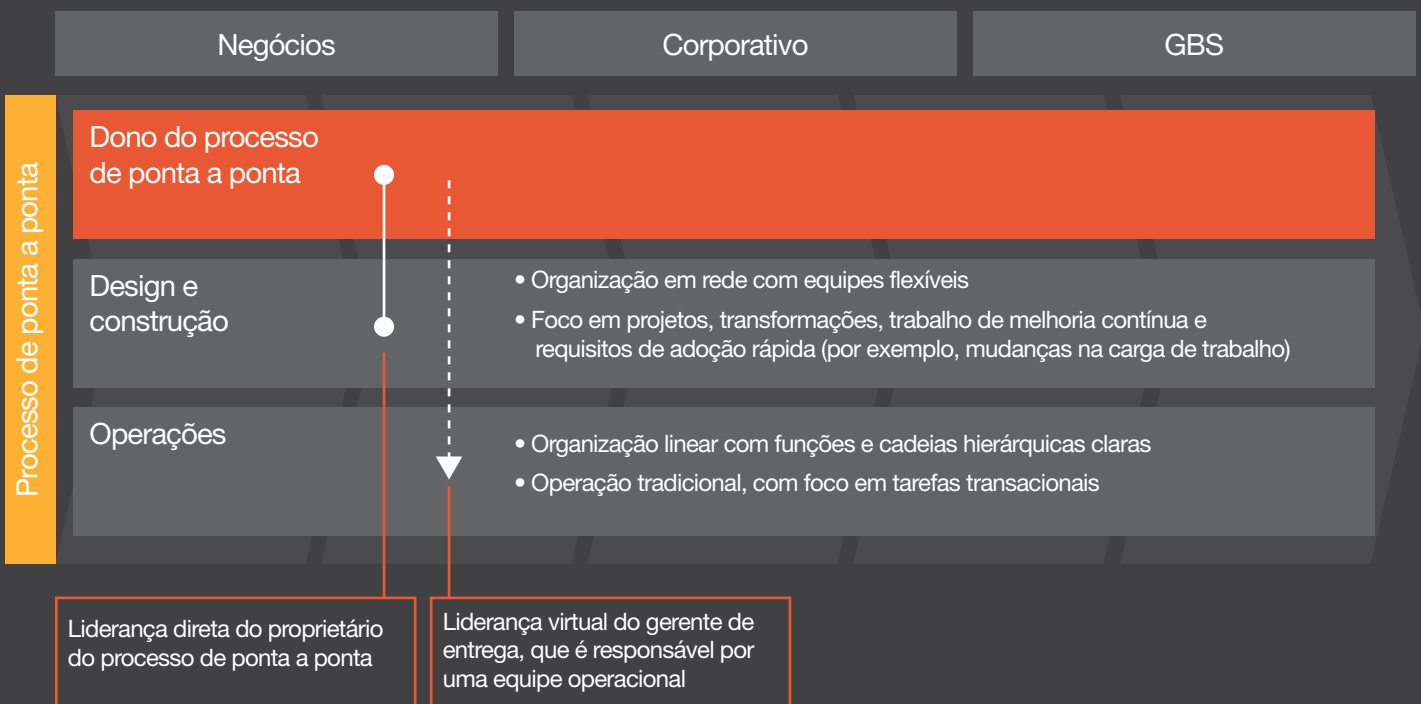 Negócios
Corporativo
GBS
Processo de ponta a ponta
Dono do processo
de ponta a ponta
Design e
construção
• Organização em rede com equipes flexíveis
• Foco em projetos, transformações, trabalho de melhoria contínua e
requisitos de adoção rápida (por exemplo, mudanças na carga de trabalho)
Operações
• Organização linear com funções e cadeias hierárquicas claras
• Operação tradicional, com foco em tarefas transacionais
Liderança direta do proprietário
do processo de ponta a ponta
Liderança virtual do gerente de
entrega, que é responsável por
uma equipe operacional